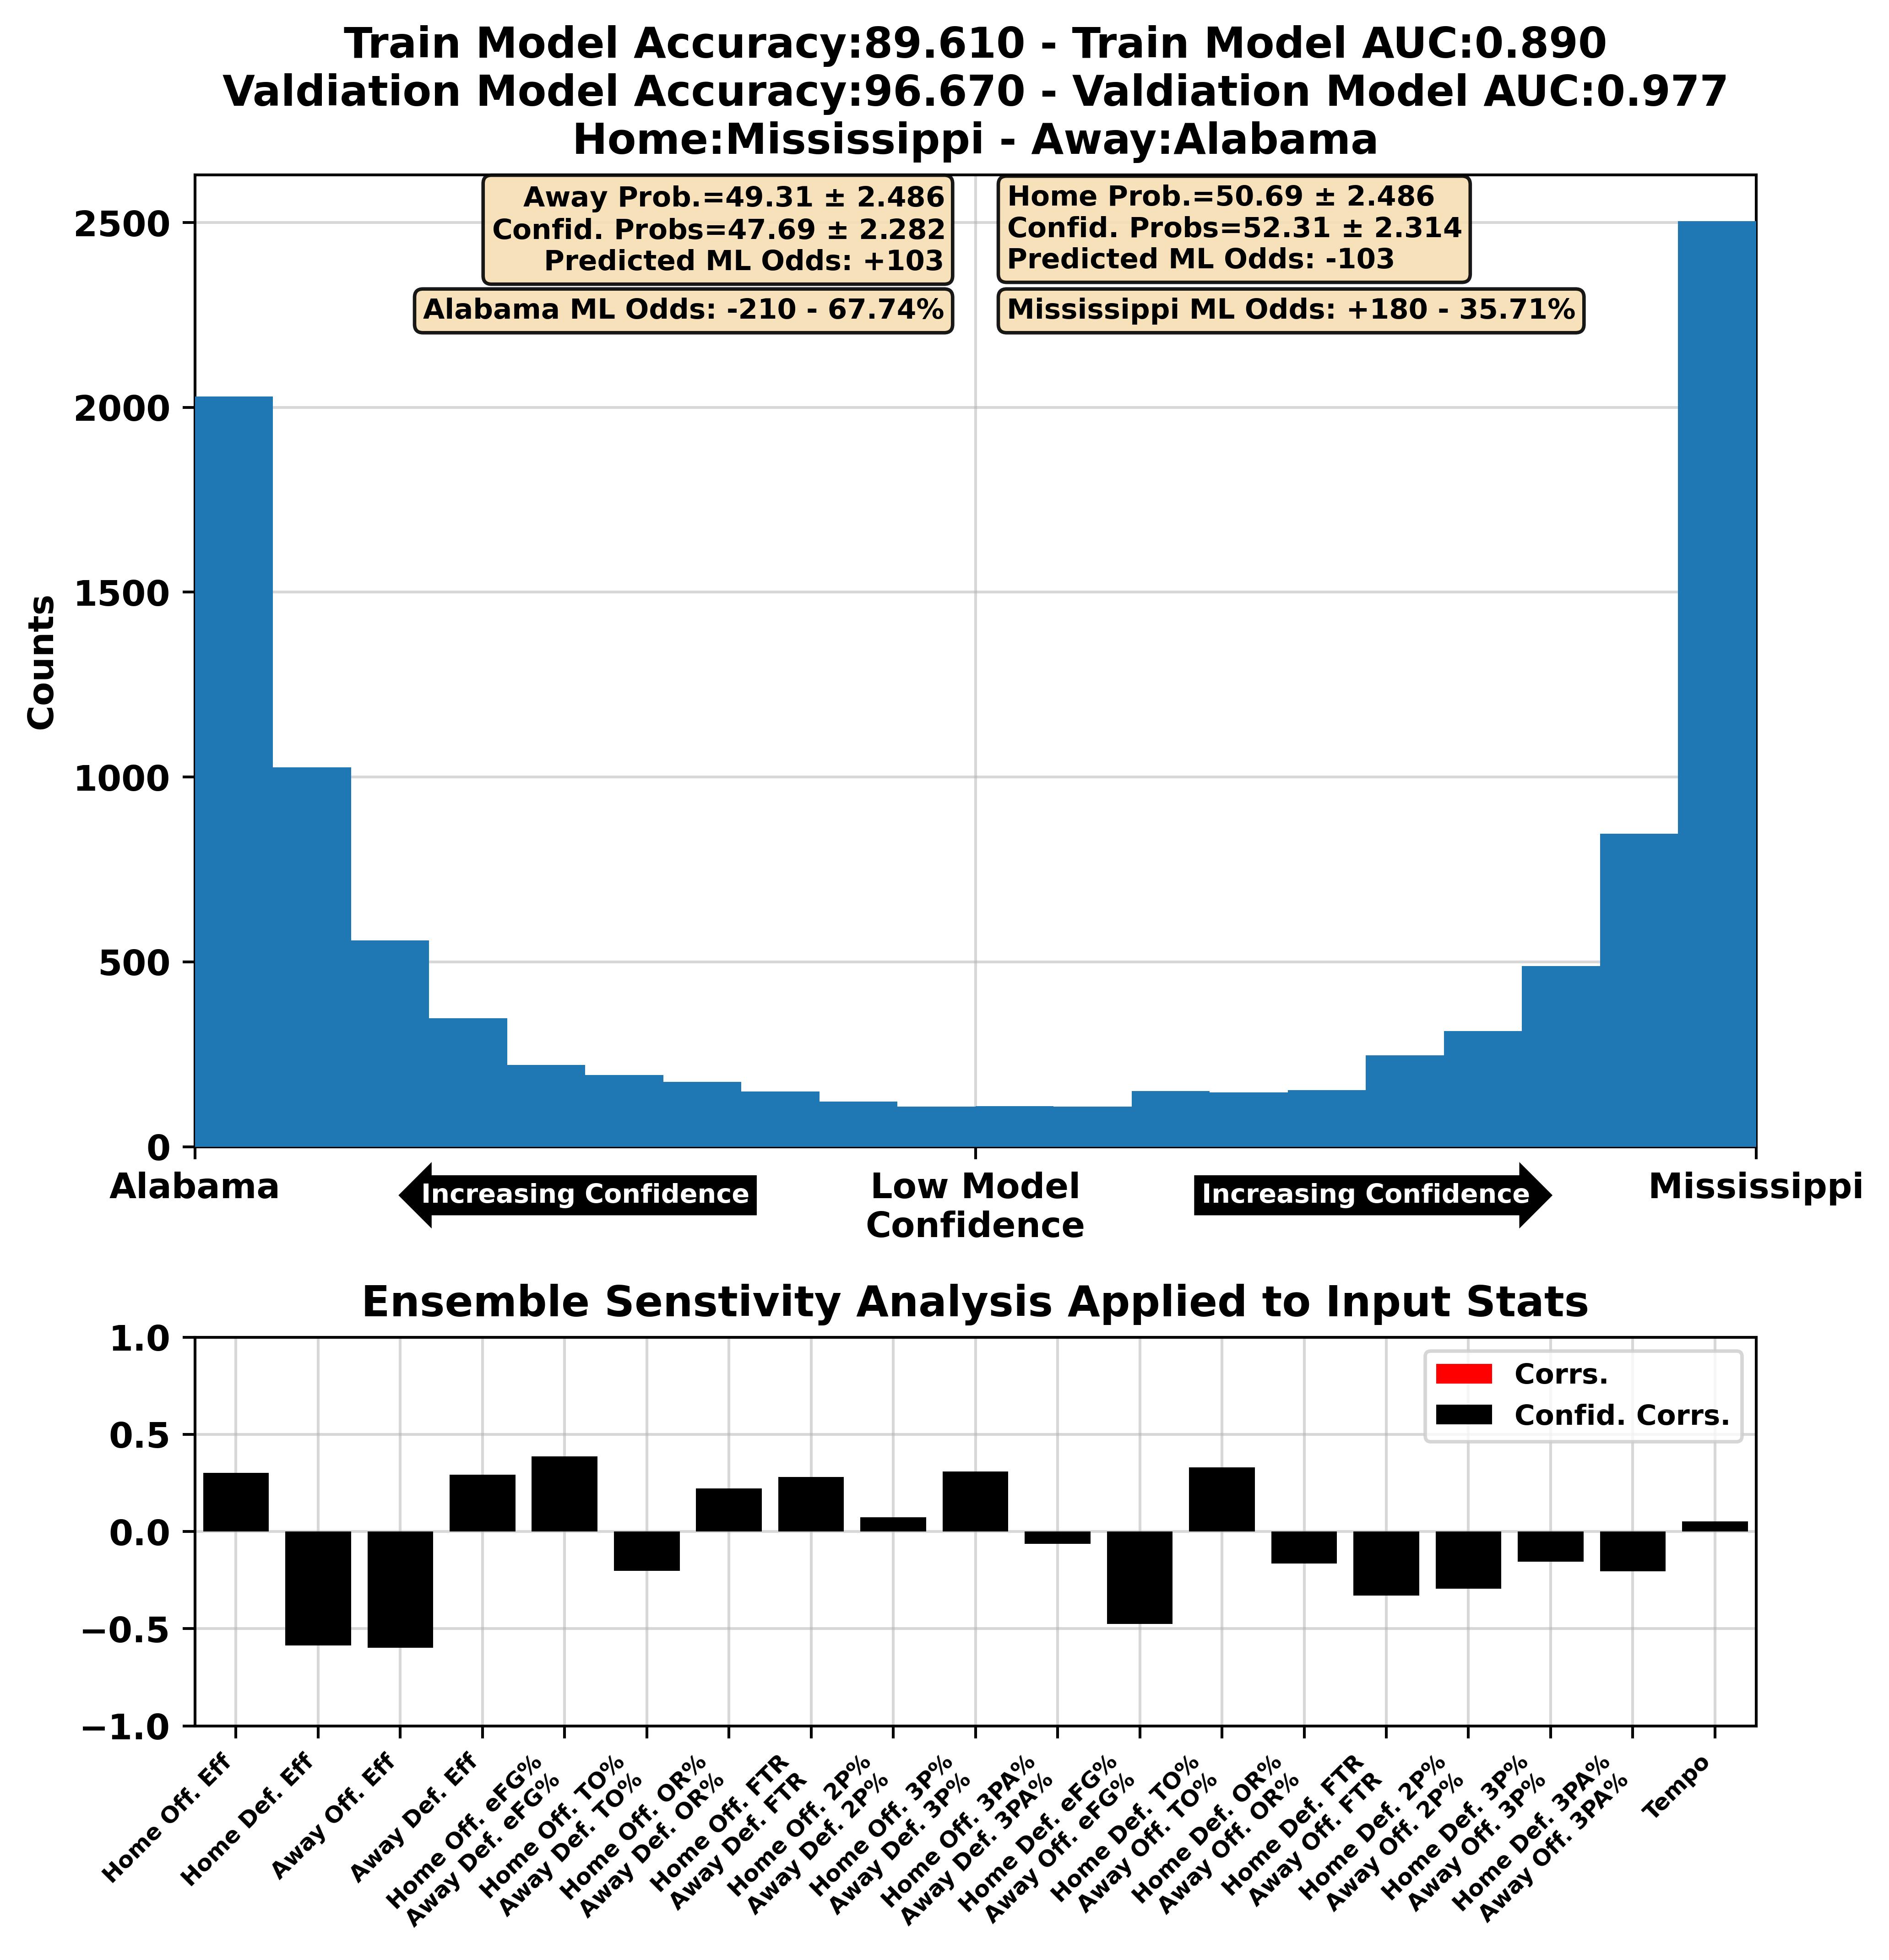 Train Model Accuracy:89.610 - Train Model AUC:0.890
Valdiation Model Accuracy:96.670 - Valdiation Model AUC:0.977
Home:Mississippi - Away:Alabama
Away Prob.=49.31 ± 2.486
Confid. Probs=47.69 ± 2.282
Predicted ML Odds: +103
Alabama ML Odds: -210 - 67.74%
Home Prob.=50.69 ± 2.486
Confid. Probs=52.31 ± 2.314
Predicted ML Odds: -103
Mississippi ML Odds: +180 - 35.71%
Counts
2500
2000
1500
1000
500
0
Alabama
Increasing Confidence
Low Model
Confidence
Increasing Confidence
Mississippi
Ensemble Senstivity Analysis Applied to Input Stats
1.0
0.5
0.0
−0.5
−1.0
Corrs.
Confid. Corrs.
Home Off. Eff
Home Def. Eff
Away Off. Eff
Away Def. Eff
Home Off. eFG%
Away Def. eFG%
Home Off. TO%
Away Def. TO%
Home Off. OR%
Away Def. OR%
Home Off. FTR
Away Def. FTR
Home Off. 2P%
Away Def. 2P%
Home Off. 3P%
Away Def. 3P%
Home Off. 3PA%
Away Def. 3PA%
Home Def. eFG%
Away Off. eFG%
Home Def. TO%
Away Off. TO%
Home Def. OR%
Away Off. OR%
Home Def. FTR
Away Off. FTR
Home Def. 2P%
Away Off. 2P%
Home Def. 3P%
Away Off. 3P%
Home Def. 3PA%
Away Off. 3PA%
Tempo